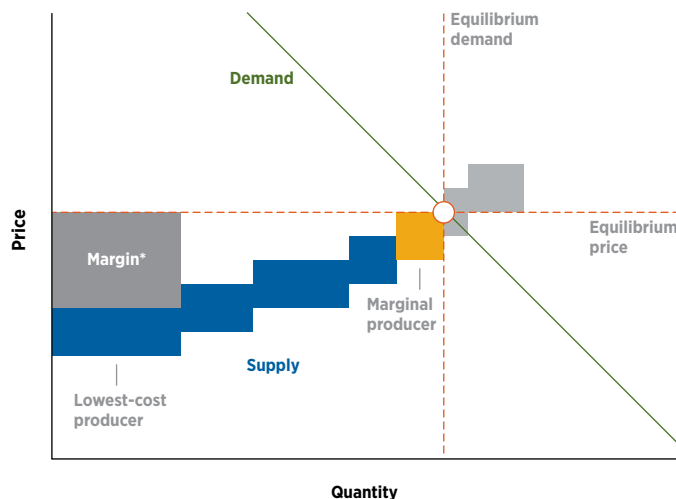 Equilibrium
demand
Demand
Price
Margin*
Equilibrium
price
Marginal
producer
Supply
Lowest-cost
producer
Quantity